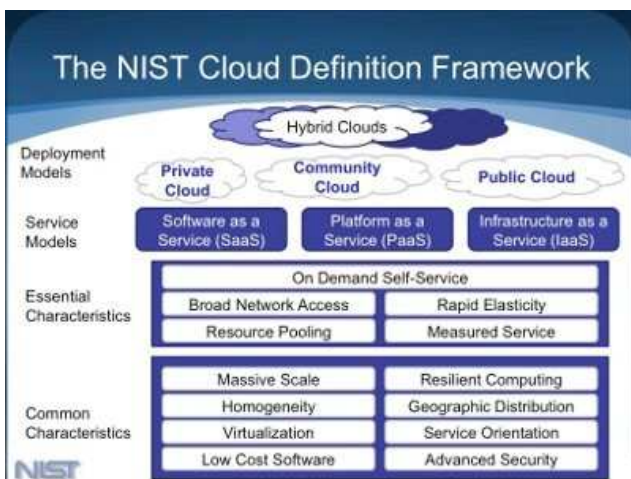 The NIST Cloud Definition Framework
Hybrid Clouds
Deployment
Models
Private
Cloud
Community
Cloud
Public Cloud
Service
Models
Software as a
Service (SaaS)
Platform as a
Service (PaaS)
Infrastructure as a
Service (IaaS)
Essential
Characteristics
On Demand Self-Service
Broad Network Access
Rapid Elasticity
Resource Pooling
Measured Service
Common
Characteristics
Massive Scale
Resilient Computing
Homogeneity
Geographic Distribution
Virtualization
Service Orientation
Low Cost Software
Advanced Security
NIST